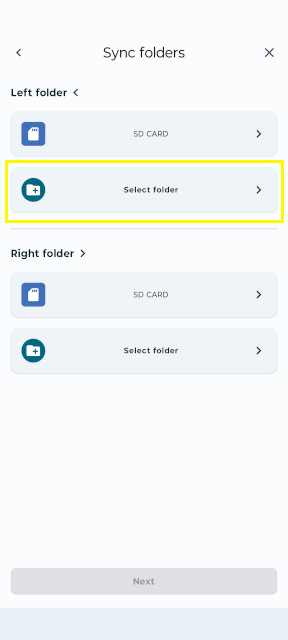 Sync folders
Left folder
SD CARD
Select folder
Right folder
SD CARD
Select folder
Next